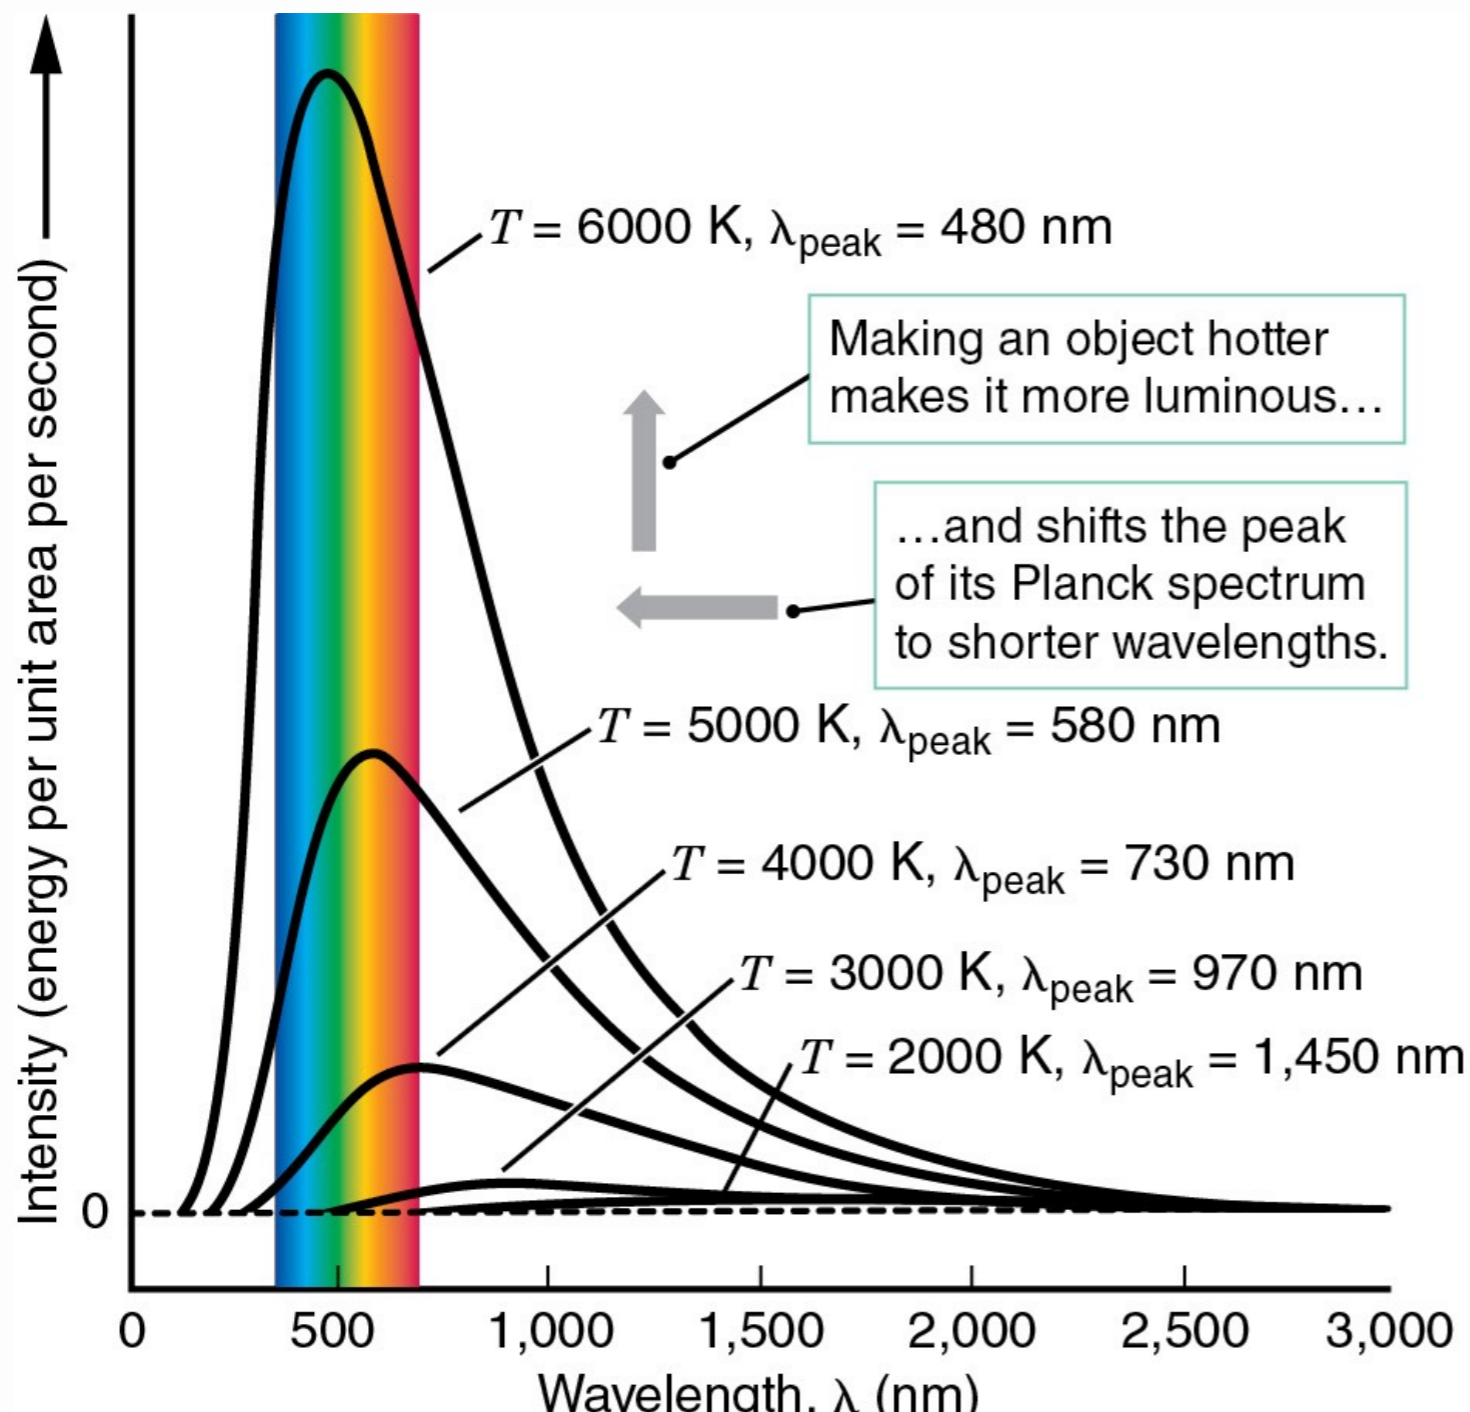 T = 6000 K, λpeak = 480 nm
Making an object hotter
makes it more luminous…
…and shifts the peak
of its Planck spectrum
to shorter wavelengths.
T = 5000 K, λpeak = 580 nm
T = 4000 K, λpeak = 730 nm
T = 3000 K, λpeak = 970 nm
T = 2000 K, λpeak = 1,450 nm
Intensity (energy per unit area per second)
0
0 500 1,000 1,500 2,000 2,500 3,000
Wavelength, λ (nm)